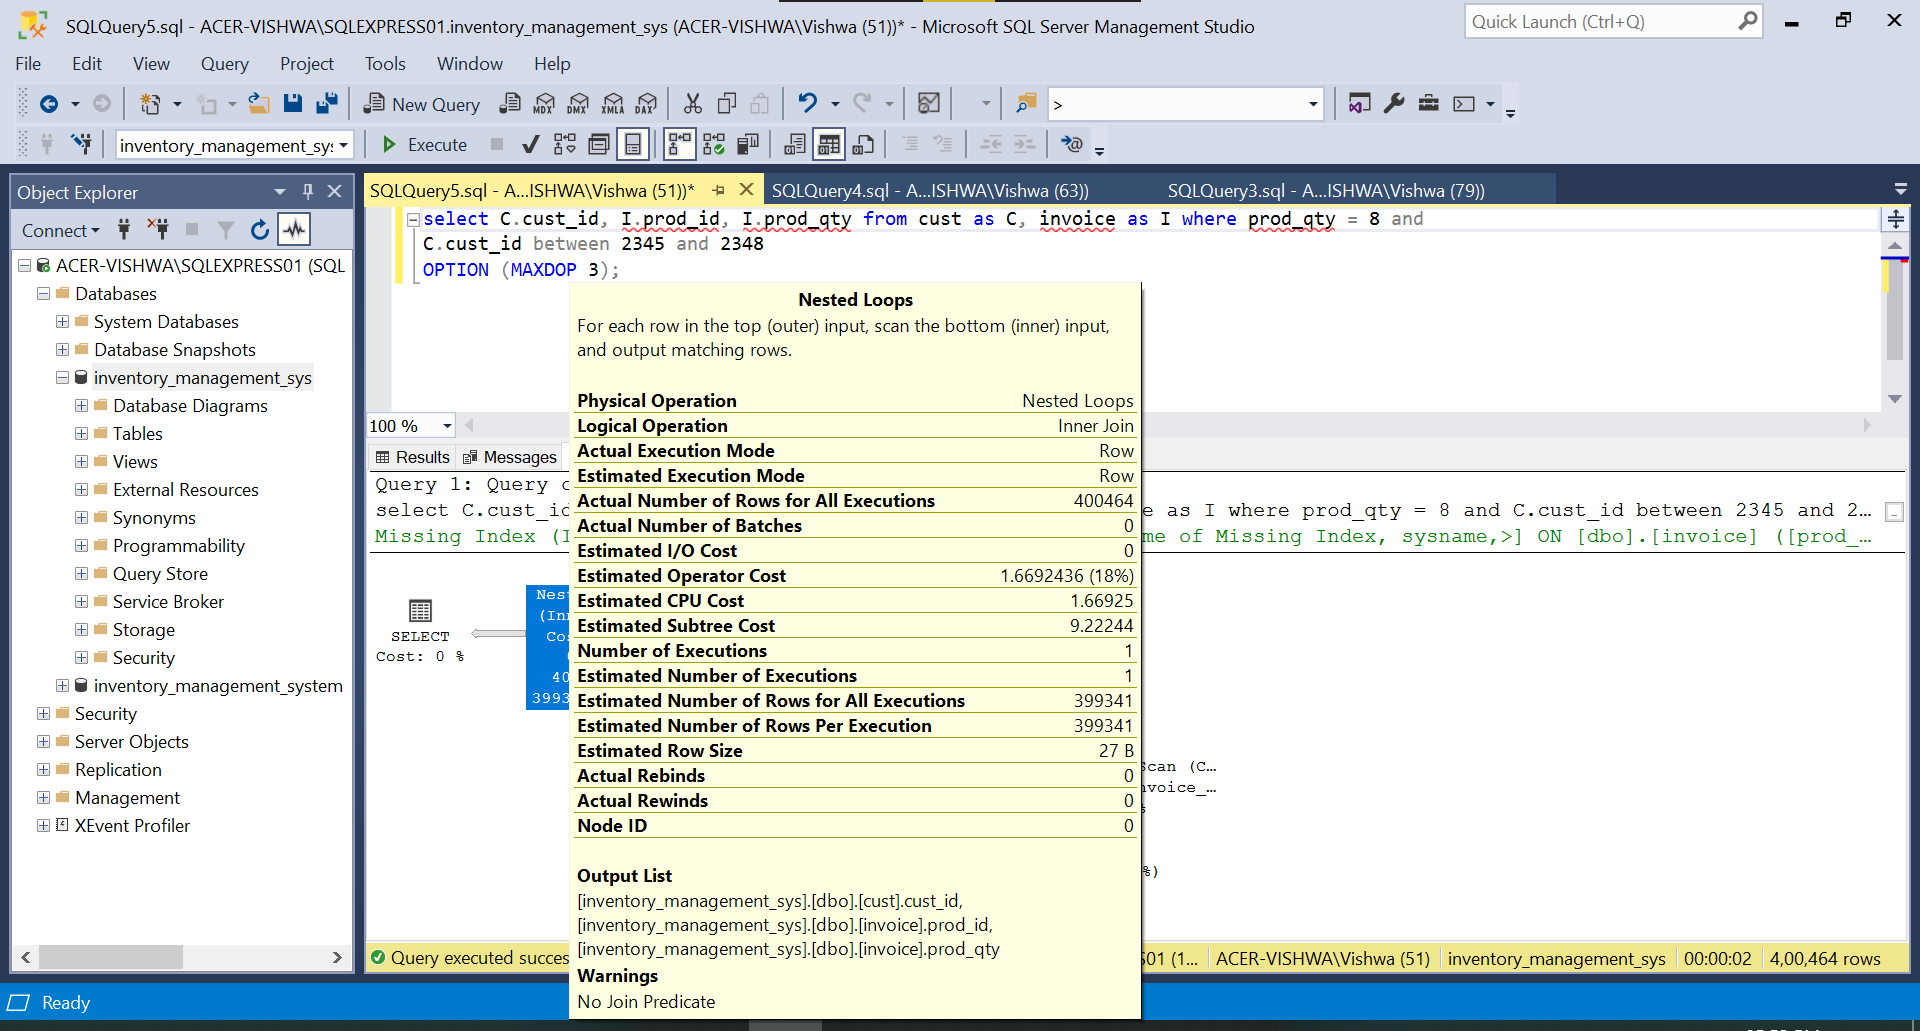 SQLQuery5.sql - ACER-VISHWA\SQLEXPRESS01.inventory_management_sys (ACER-VISHWA\Vishwa (51))* - Microsoft SQL Server Management Studio
Quick Launch (Ctrl+Q)
File Edit View Query Project Tools Window Help
New Query
MDX DMX XMLA DAX
>
inventory_management_sy
Execute
Object Explorer
SQLQuery5.sql - A...ISHWA\Vishwa (51))*
SQLQuery4.sql - A...ISHWA\Vishwa (63))
SQLQuery3.sql - A...ISHWA\Vishwa (79))
Connect
ACER-VISHWA\SQLEXPRESS01 (SQL
Databases
System Databases
Database Snapshots
inventory_management_sys
Database Diagrams
Tables
Views
External Resources
Synonyms
Programmability
Query Store
Service Broker
Storage
Security
inventory_management_system
Security
Server Objects
Replication
Management
XEvent Profiler
select C.cust_id, I.prod_id, I.prod_qty from cust as C, invoice as I where prod_qty = 8 and
C.cust_id between 2345 and 2348
OPTION (MAXDOP 3);
100 %
Results Messages
Query 1: Query c
select C.cust_id
e as I where prod_qty = 8 and C.cust_id between 2345 and 2...
Missing Index (I
me of Missing Index, sysname,>] ON [dbo].[invoice] ([prod_...
SELECT
Cost: 0 %
Nes
(In
Co
40
3993
Nested Loops
For each row in the top (outer) input, scan the bottom (inner) input,
and output matching rows.
Physical Operation Nested Loops
Logical Operation Inner Join
Actual Execution Mode Row
Estimated Execution Mode Row
Actual Number of Rows for All Executions 400464
Actual Number of Batches 0
Estimated I/O Cost 0
Estimated Operator Cost 1.6692436 (18%)
Estimated CPU Cost 1.66925
Estimated Subtree Cost 9.22244
Number of Executions 1
Estimated Number of Executions 1
Estimated Number of Rows for All Executions 399341
Estimated Number of Rows Per Execution 399341
Estimated Row Size 27 B
Actual Rebinds 0
Actual Rewinds 0
Node ID 0
Output List
[inventory_management_sys].[dbo].[cust].cust_id,
[inventory_management_sys].[dbo].[invoice].prod_id,
[inventory_management_sys].[dbo].[invoice].prod_qty
Warnings
No Join Predicate
Scan (C...
nvoice_...
%)
Query executed succes
S01 (1... ACER-VISHWA\Vishwa (51) inventory_management_sys 00:00:02 4,00,464 rows
Ready